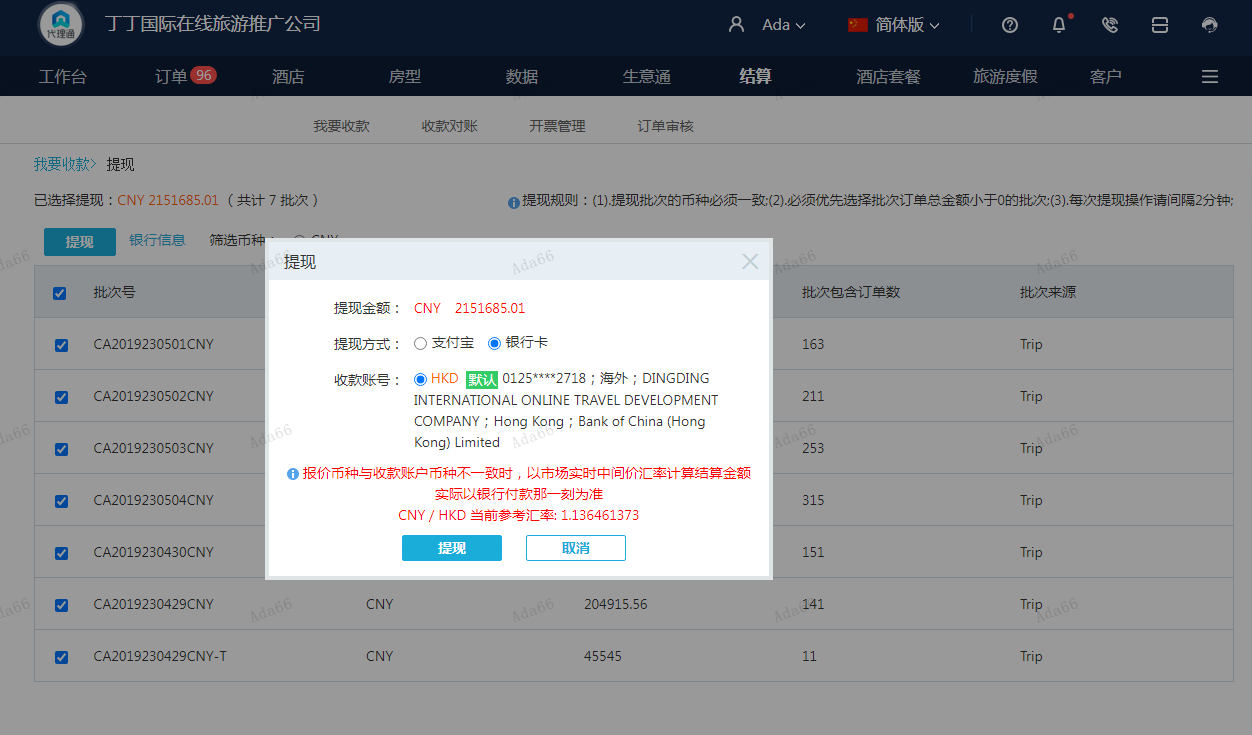 代理通
丁丁国际在线旅游推广公司
Ada
简体版
工作台 订单 96 酒店 房型 数据 生意通 结算 酒店套餐 旅游度假 客户
我要收款 收款对账 开票管理 订单审核
我要收款> 提现
已选择提现：CNY 2151685.01 （ 共计 7 批次 ）
提现规则：(1).提现批次的币种必须一致;(2).必须优先选择批次订单总金额小于0的批次;(3).每次提现操作请间隔2分钟;
提现 银行信息 筛选币种： CNY
批次号 批次包含订单数 批次来源
CA2019230501CNY 163 Trip
CA2019230502CNY 211 Trip
CA2019230503CNY 253 Trip
CA2019230504CNY 315 Trip
CA2019230430CNY 151 Trip
CA2019230429CNY CNY 204915.56 141 Trip
CA2019230429CNY-T CNY 45545 11 Trip
提现
提现金额： CNY 2151685.01
提现方式： 支付宝 银行卡
收款账号： HKD 默认 0125****2718；海外；DINGDING
INTERNATIONAL ONLINE TRAVEL DEVELOPMENT
COMPANY；Hong Kong；Bank of China (Hong
Kong) Limited
报价币种与收款账户币种不一致时，以市场实时中间价汇率计算结算金额
实际以银行付款那一刻为准
CNY / HKD 当前参考汇率: 1.136461373
提现 取消
Ada66